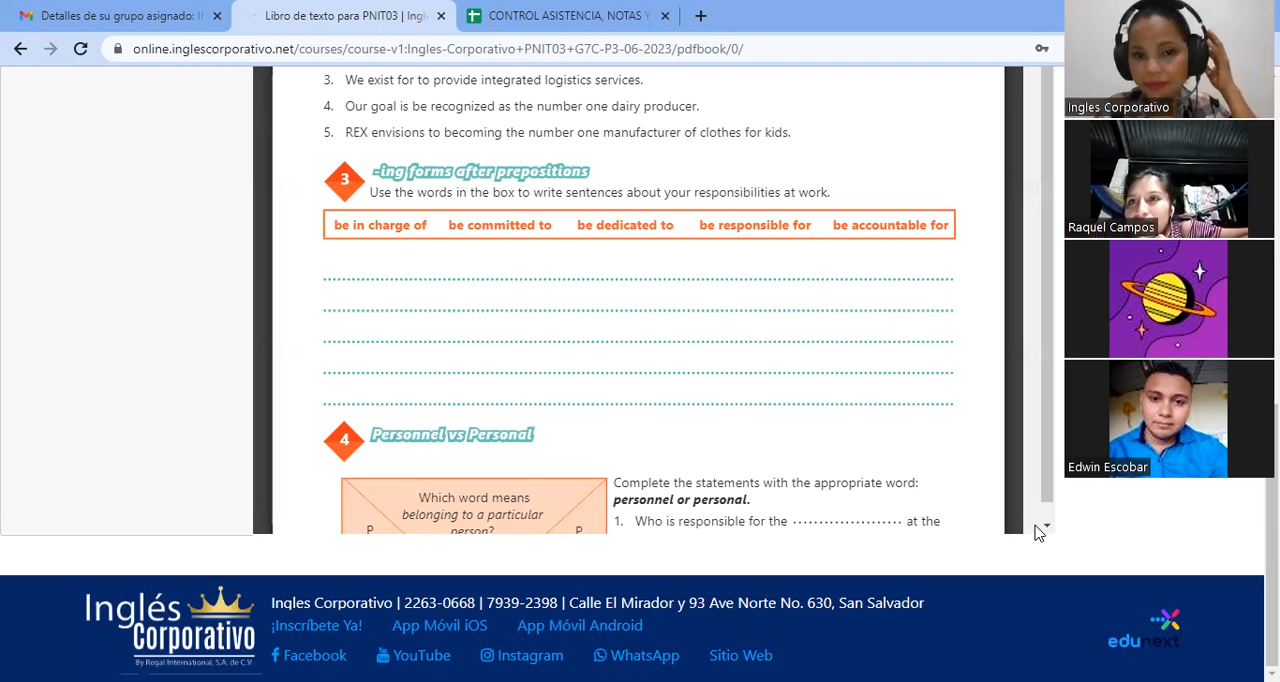 Detalles de su grupo asignado: IN
Libro de texto para PNIT03 | Ingl
CONTROL ASISTENCIA, NOTAS Y
online.inglescorporativo.net/courses/course-v1:Ingles-Corporativo+PNIT03+G7C-P3-06-2023/pdfbook/0/
3. We exist for to provide integrated logistics services.
4. Our goal is be recognized as the number one dairy producer.
5. REX envisions to becoming the number one manufacturer of clothes for kids.
3 -ing forms after prepositions
Use the words in the box to write sentences about your responsibilities at work.
be in charge of be committed to be dedicated to be responsible for be accountable for
4 Personnel vs Personal
Which word means
belonging to a particular
person?
P P
Complete the statements with the appropriate word:
personnel or personal.
1. Who is responsible for the ..................... at the
Ingles Corporativo
Raquel Campos
Edwin Escobar
Inglés
Corporativo
By Regal International, S.A. de C.V
Ingles Corporativo | 2263-0668 | 7939-2398 | Calle El Mirador y 93 Ave Norte No. 630, San Salvador
¡Inscríbete Ya! App Móvil iOS App Móvil Android
Facebook YouTube Instagram WhatsApp Sitio Web
edunext